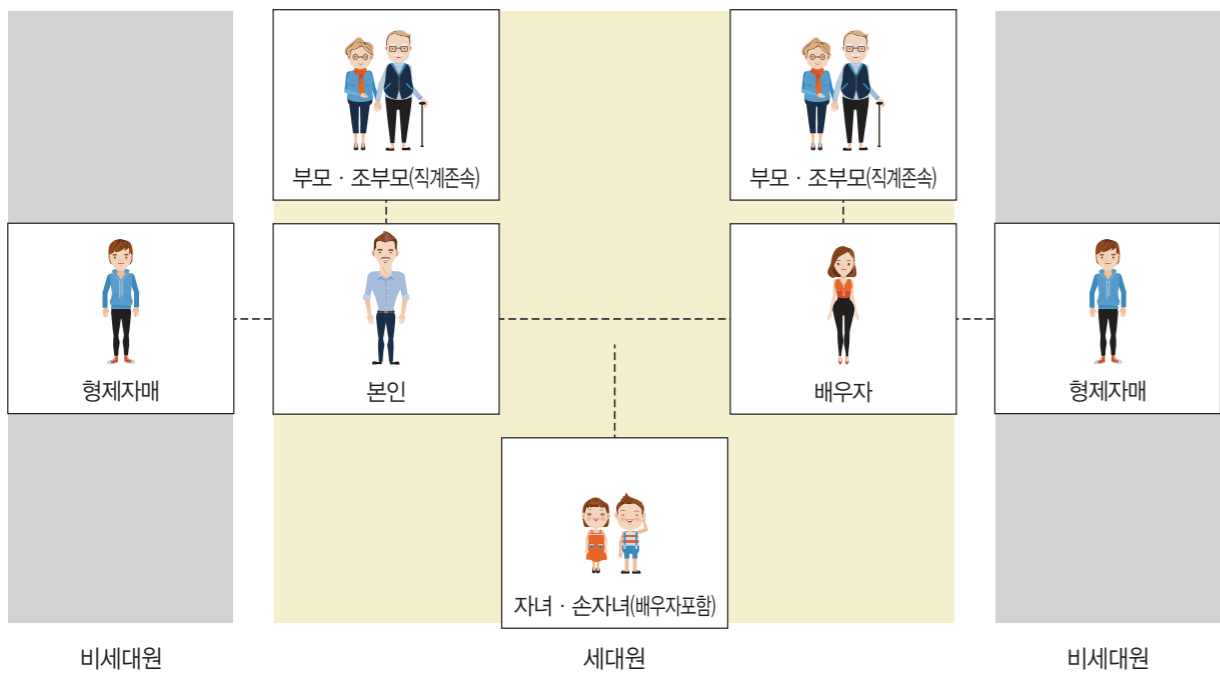 부모 · 조부모(직계존속)
부모 · 조부모(직계존속)
형제자매
본인
배우자
형제자매
자녀 · 손자녀(배우자포함)
비세대원
세대원
비세대원